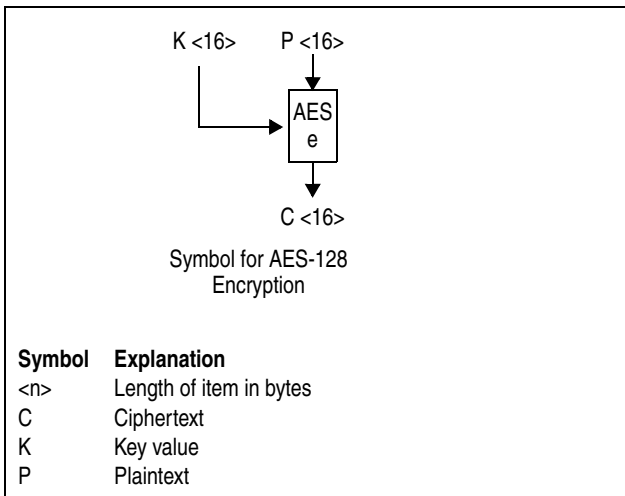 K <16> P <16>
AES
e
C <16>
Symbol for AES-128
Encryption
Symbol Explanation
<n> Length of item in bytes
C Ciphertext
K Key value
P Plaintext